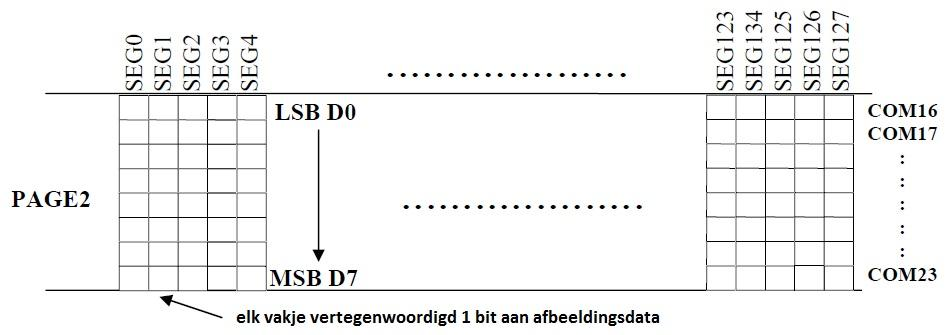 SEG0 SEG1 SEG2 SEG3 SEG4 SEG123 SEG134 SEG125 SEG126 SEG127
LSB D0
COM16
COM17
PAGE2
MSB D7
COM23
elk vakje vertegenwoordigd 1 bit aan afbeeldingsdata